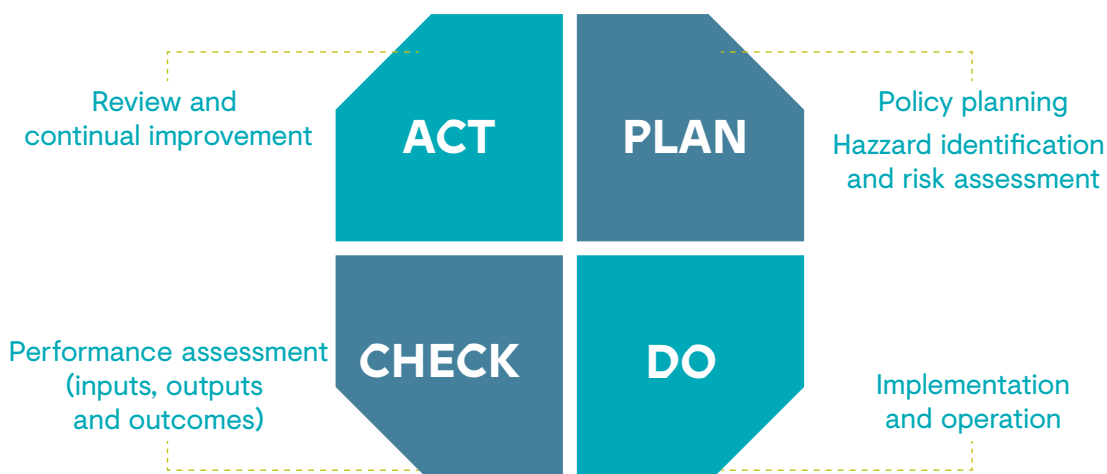 Review and
continual improvement
ACT
PLAN
Policy planning
Hazzard identification
and risk assessment
Performance assessment
(inputs, outputs
and outcomes)
CHECK
DO
Implementation
and operation